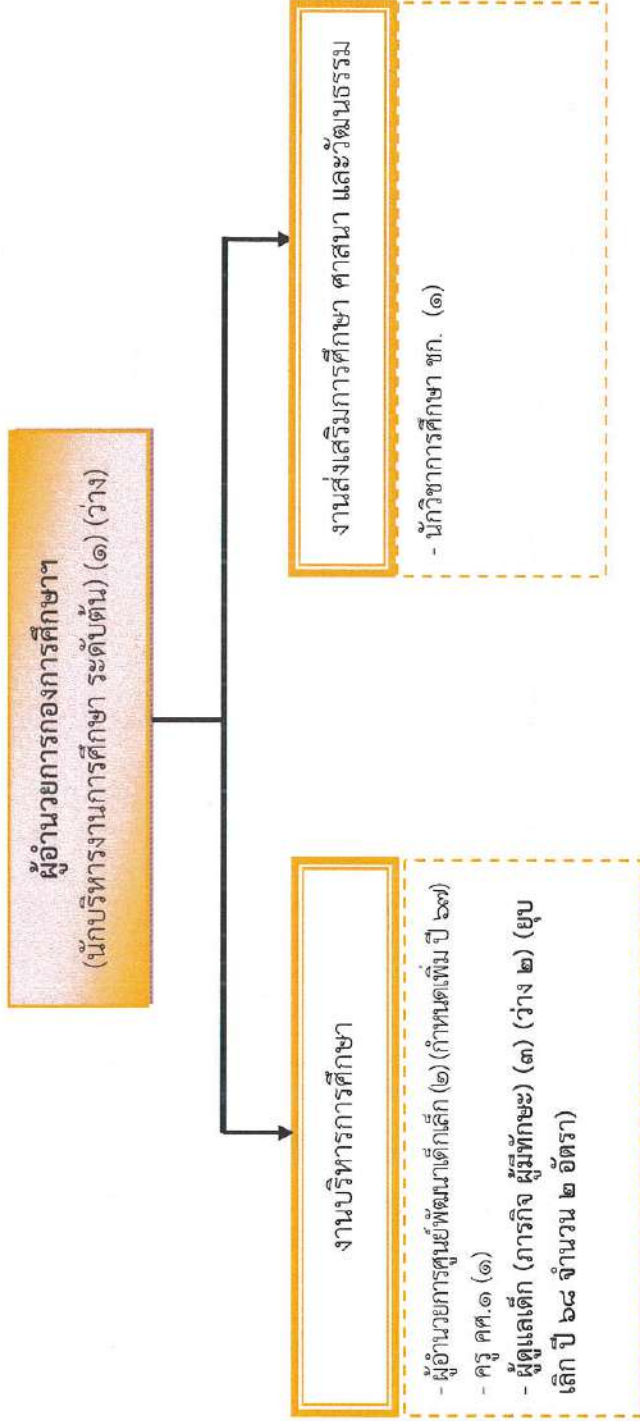 ผู้อำนวยการกองการศึกษาฯ
(นักบริหารงานการศึกษา ระดับต้น) (๑) (ว่าง)
งานบริหารการศึกษา
- ผู้อำนวยการศูนย์พัฒนาเด็กเล็ก (๒) (กำหนดเพิ่ม ปี ๖๗)
- ครู คศ.๑ (๑)
- ผู้ดูแลเด็ก (ภารกิจ ผู้มีทักษะ) (๓) (ว่าง ๒) (ยุบ
เลิก ปี ๖๘ จำนวน ๒ อัตรา)
งานส่งเสริมการศึกษา ศาสนา และวัฒนธรรม
- นักวิชาการศึกษา ชก. (๑)